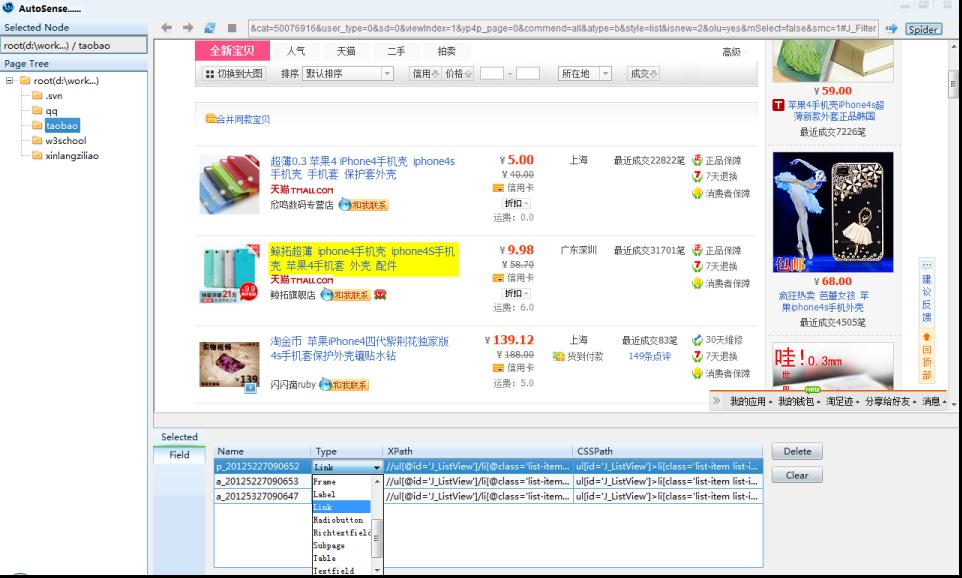 AutoSense......
Selected Node
root(d:\work...) / taobao
Page Tree
root(d:\work...)
.svn
qq
taobao
w3school
xinlangziliao
&cat=50076916&user_type=0&sd=0&viewIndex=1&yp4p_page=0&commend=all&atype=b&style=list&isnew=2&olu=yes&mSelect=false&smc=1#J_Filter
Spider
全新宝贝 人气 天猫 二手 拍卖 高级
切换到大图 排序 默认排序 信用 价格 - 所在地 成交
合并同款宝贝
超薄0.3 苹果4 iPhone4手机壳 iphone4s
手机壳 手机套 保护套外壳
天猫 TMALL.COM
欣鸣数码专营店 和我联系
¥ 5.00
¥ 40.00
信用卡
折扣
运费: 0.0
上海
最近成交22822笔
正品保障
7天退换
消费者保障
鲸拓超薄 iphone4手机壳 iphone4S手机
壳 苹果4手机套 外壳 配件
天猫 TMALL.COM
鲸拓旗舰店 和我联系
¥ 9.98
¥ 58.70
信用卡
折扣
运费: 6.0
广东深圳
最近成交31701笔
正品保障
7天退换
消费者保障
淘金币 苹果iPhone4四代紫荆花独家版
4s手机套保护外壳镶贴水钻
闪闪滴ruby 和我联系
¥ 139.12
¥ 188.00
信用卡
运费: 5.0
上海
货到付款
最近成交83笔
149条点评
30天维修
7天退换
消费者保障
¥ 59.00
苹果4手机壳iPhone4s超
薄新款外套正品韩国
最近成交7226笔
包邮
¥ 68.00
疯狂热卖 芭蕾女孩 苹
果iphone4s手机外壳
最近成交4505笔
哇! 0.3mm
建议反馈
回顶部
我的应用 我的钱包 淘足迹 分享给好友 消息
Selected
Field
Name Type XPath CSSPath
p_20125227090652 Link //ul[@id='J_ListView']/li[@class='list-item... ul[id='J_ListView']>li[class='list-item list-i...
a_20125227090653 //ul[@id='J_ListView']/li[@class='list-item... ul[id='J_ListView']>li[class='list-item list-i...
a_20125327090647 //ul[@id='J_ListView']/li[@class='list-item... ul[id='J_ListView']>li[class='list-item list-i...
Frame
Label
Link
Radiobutton
Richtextfield
Subpage
Table
Textfield
Delete
Clear